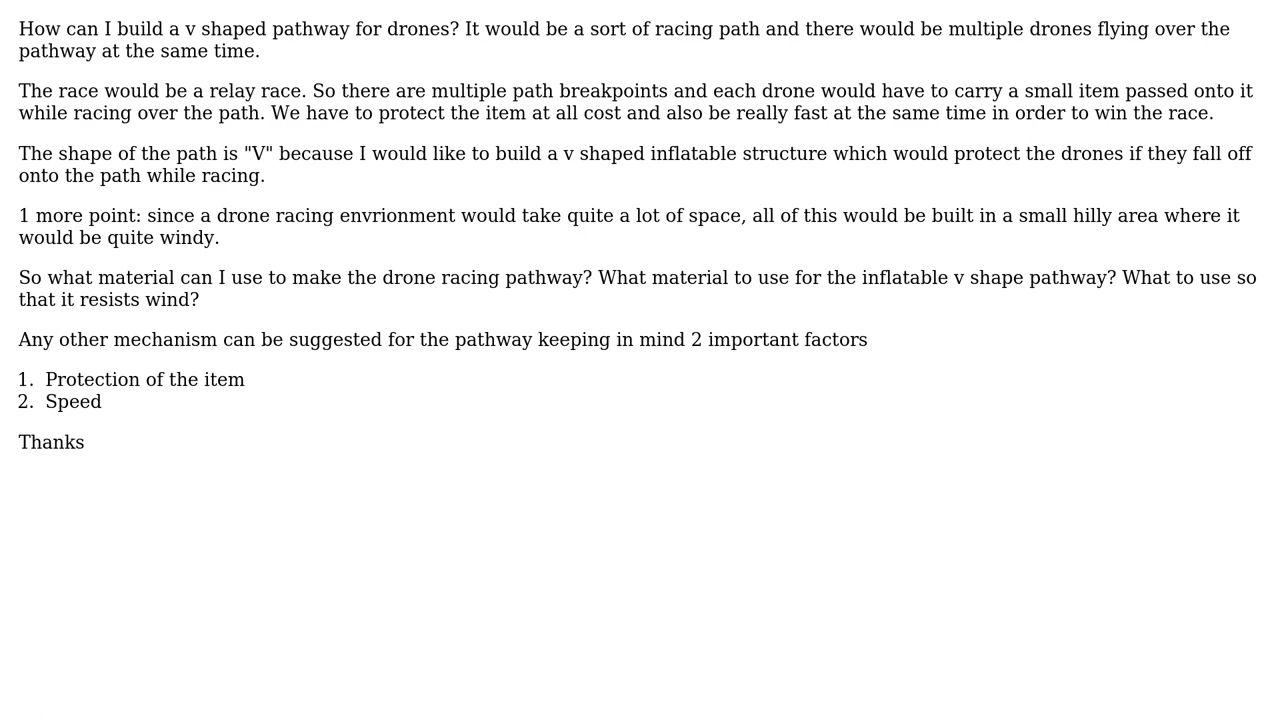 How can I build a v shaped pathway for drones? It would be a sort of racing path and there would be multiple drones flying over the
pathway at the same time.
The race would be a relay race. So there are multiple path breakpoints and each drone would have to carry a small item passed onto it
while racing over the path. We have to protect the item at all cost and also be really fast at the same time in order to win the race.
The shape of the path is "V" because I would like to build a v shaped inflatable structure which would protect the drones if they fall off
onto the path while racing.
1 more point: since a drone racing envrionment would take quite a lot of space, all of this would be built in a small hilly area where it
would be quite windy.
So what material can I use to make the drone racing pathway? What material to use for the inflatable v shape pathway? What to use so
that it resists wind?
Any other mechanism can be suggested for the pathway keeping in mind 2 important factors
1. Protection of the item
2. Speed
Thanks